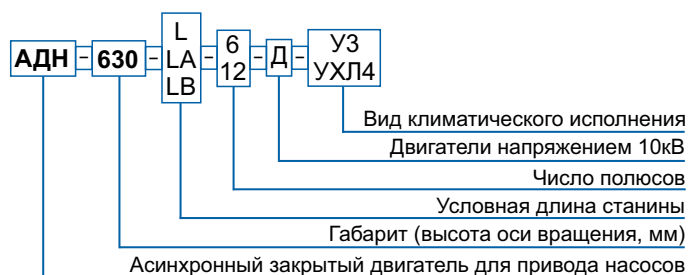 АДН – 630 – L LA LB – 6 12 – Д – У3 УХЛ4
Вид климатического исполнения
Двигатели напряжением 10кВ
Число полюсов
Условная длина станины
Габарит (высота оси вращения, мм)
Асинхронный закрытый двигатель для привода насосов